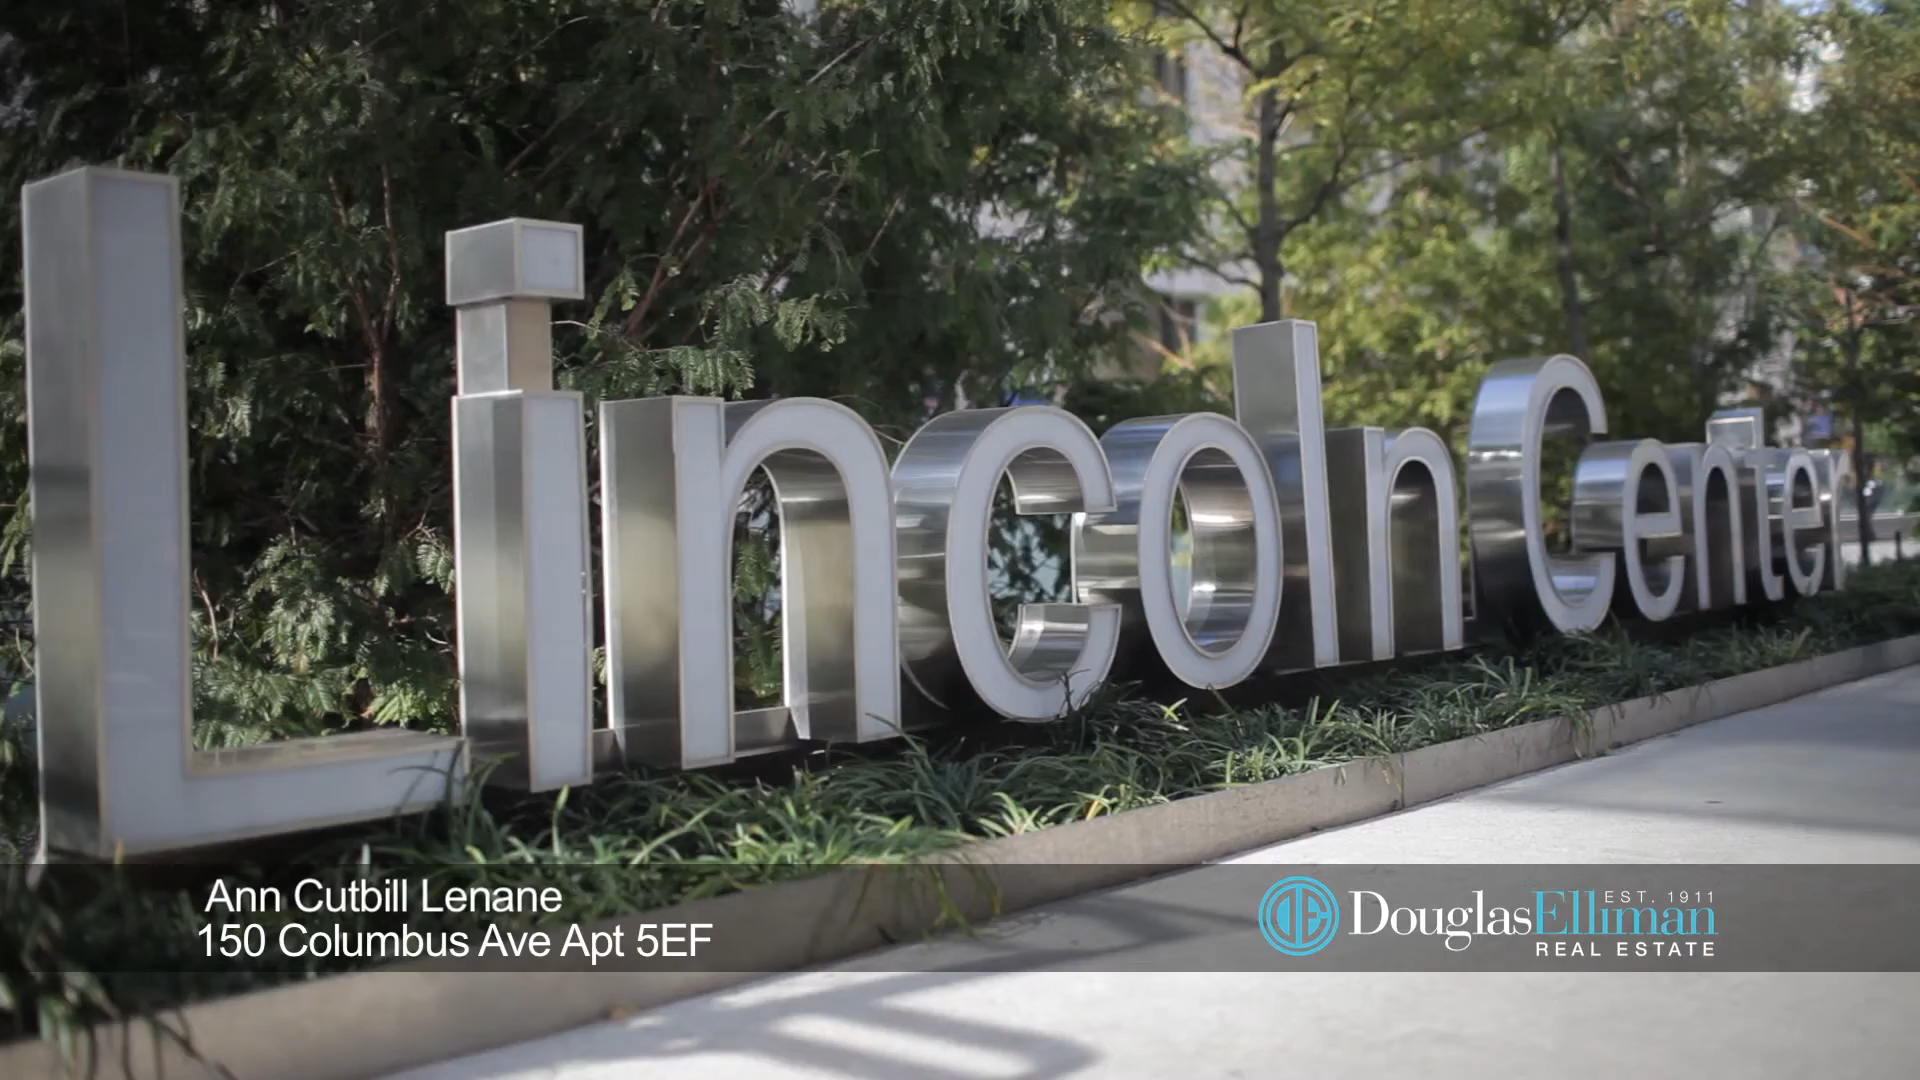 Lincoln Center
Ann Cutbill Lenane
150 Columbus Ave Apt 5EF
EST. 1911
DouglasElliman
REAL ESTATE